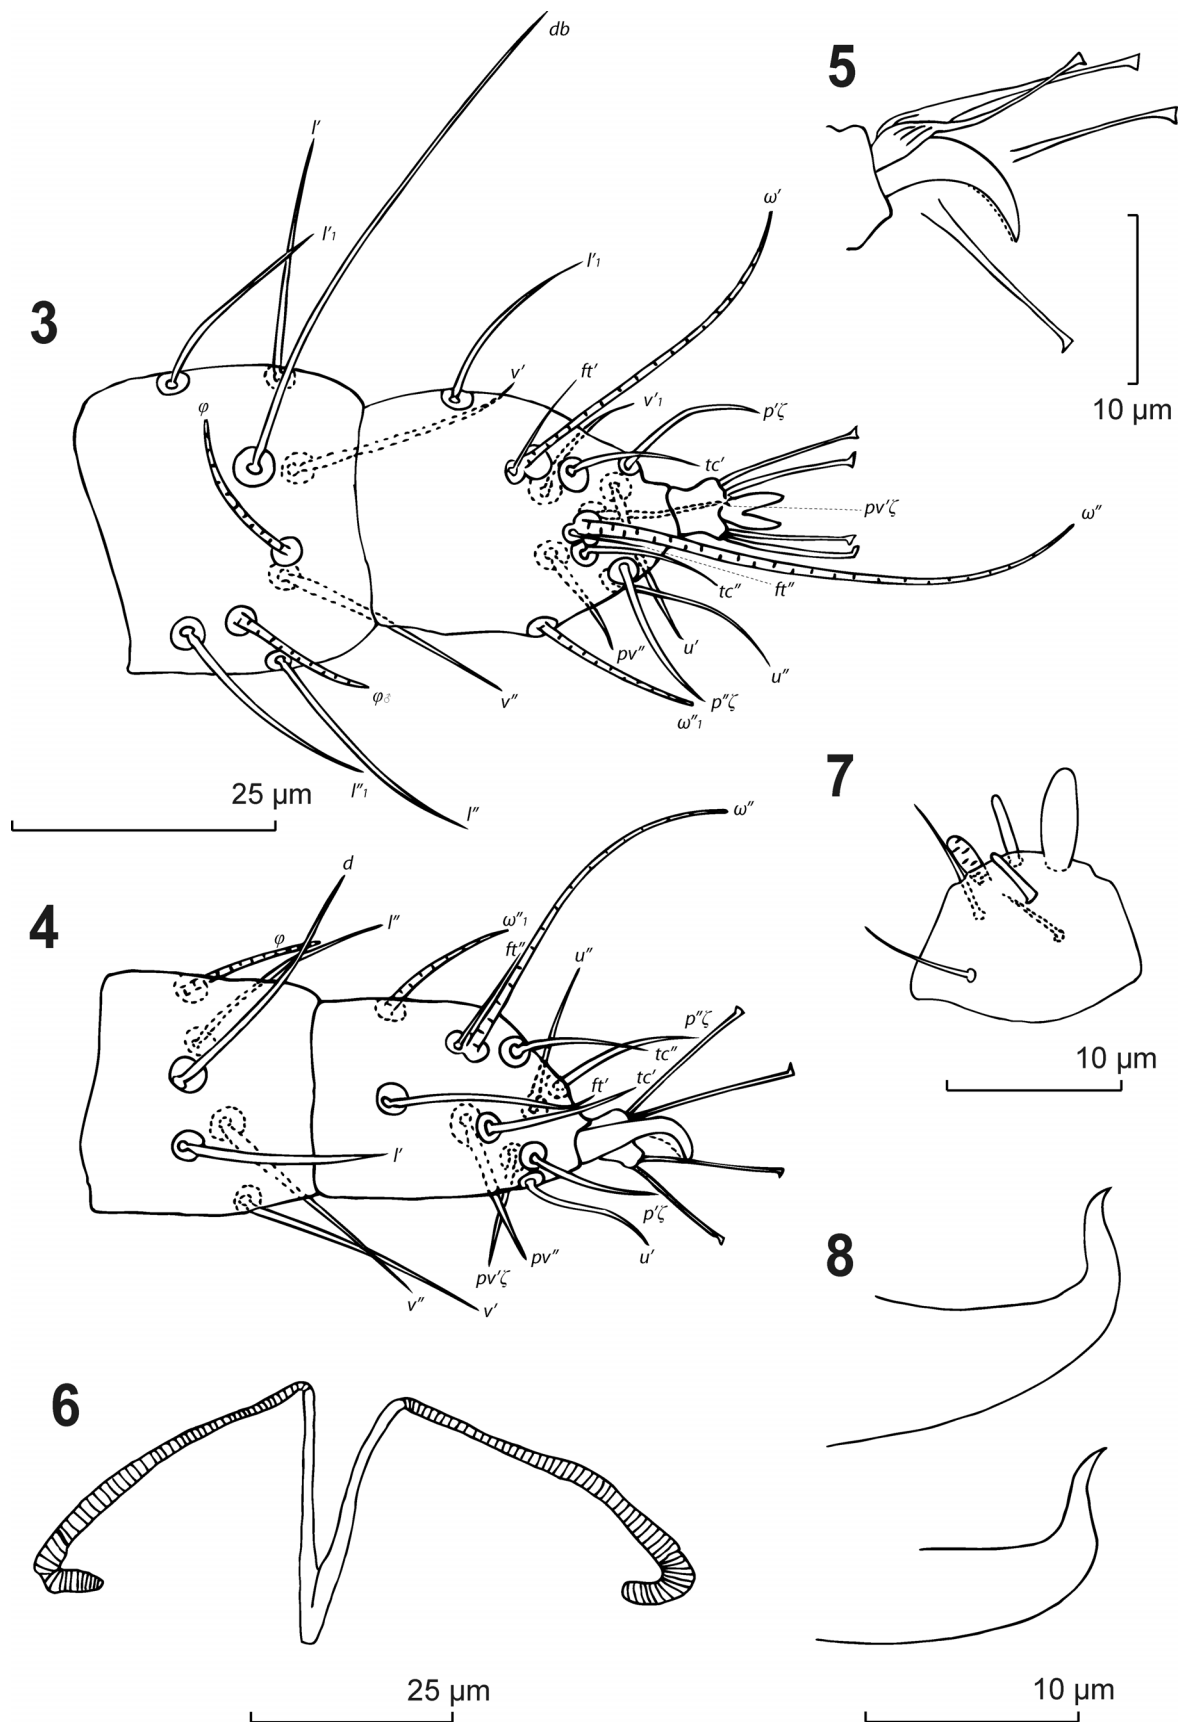 3
db
l′
l′₁
φ
l′₁
v′
ft′
v′₁
ω′
p′ζ
tc′
pv′ζ
ω″
ft″
tc″
u′
u″
pv″
p″ζ
ω″₁
v″
φ♂
l″₁
l″
25 µm
5
10 µm
4
d
l″
φ
ω″₁
ft″
ω″
u″
p″ζ
tc″
tc′
ft′
l′
p′ζ
u′
pv″
pv′ζ
v″
v′
7
10 µm
6
25 µm
8
10 µm